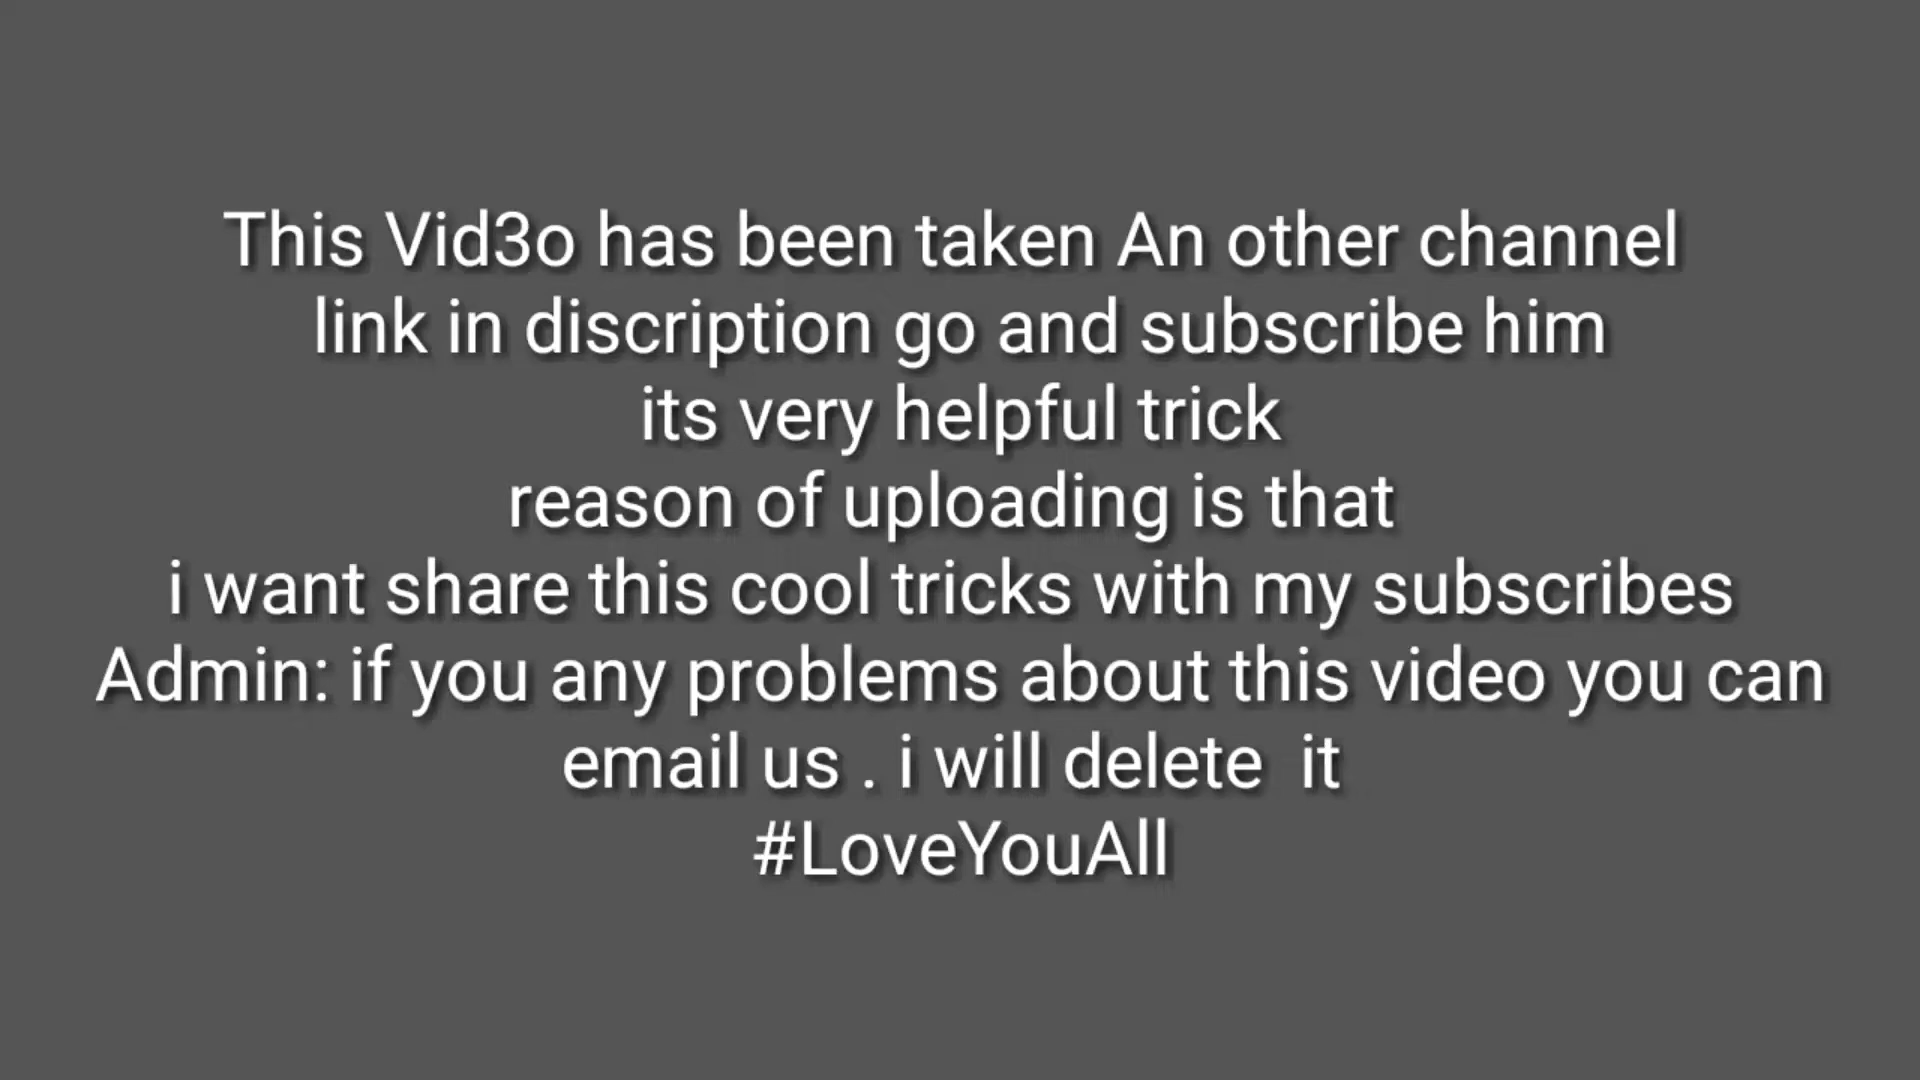 This Vid3o has been taken An other channel
link in discription go and subscribe him
its very helpful trick
reason of uploading is that
i want share this cool tricks with my subscribes
Admin: if you any problems about this video you can
email us . i will delete  it
#LoveYouAll